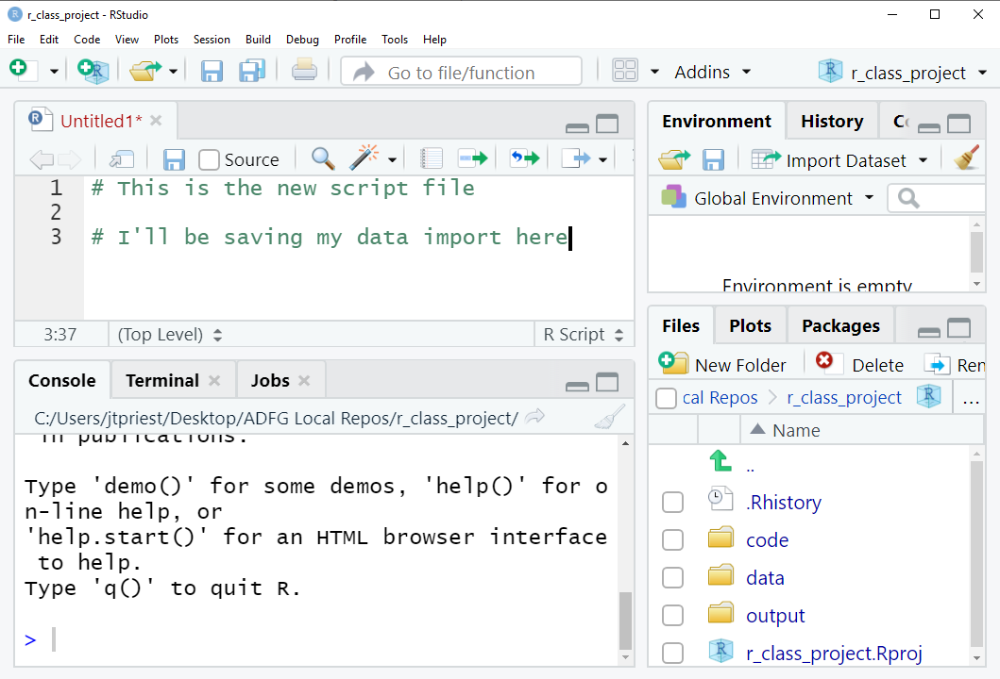 r_class_project - RStudio
File Edit Code View Plots Session Build Debug Profile Tools Help
Go to file/function Addins r_class_project
Untitled1*
Source
1 # This is the new script file
2
3 # I'll be saving my data import here
3:37 (Top Level) R Script
Console Terminal Jobs
C:/Users/jtpriest/Desktop/ADFG Local Repos/r_class_project/
in publications.
Type 'demo()' for some demos, 'help()' for o
n-line help, or
'help.start()' for an HTML browser interface
to help.
Type 'q()' to quit R.
>
Environment History
Import Dataset
Global Environment
Environment is empty
Files Plots Packages
New Folder Delete Ren
cal Repos r_class_project ...
Name
..
.Rhistory
code
data
output
r_class_project.Rproj